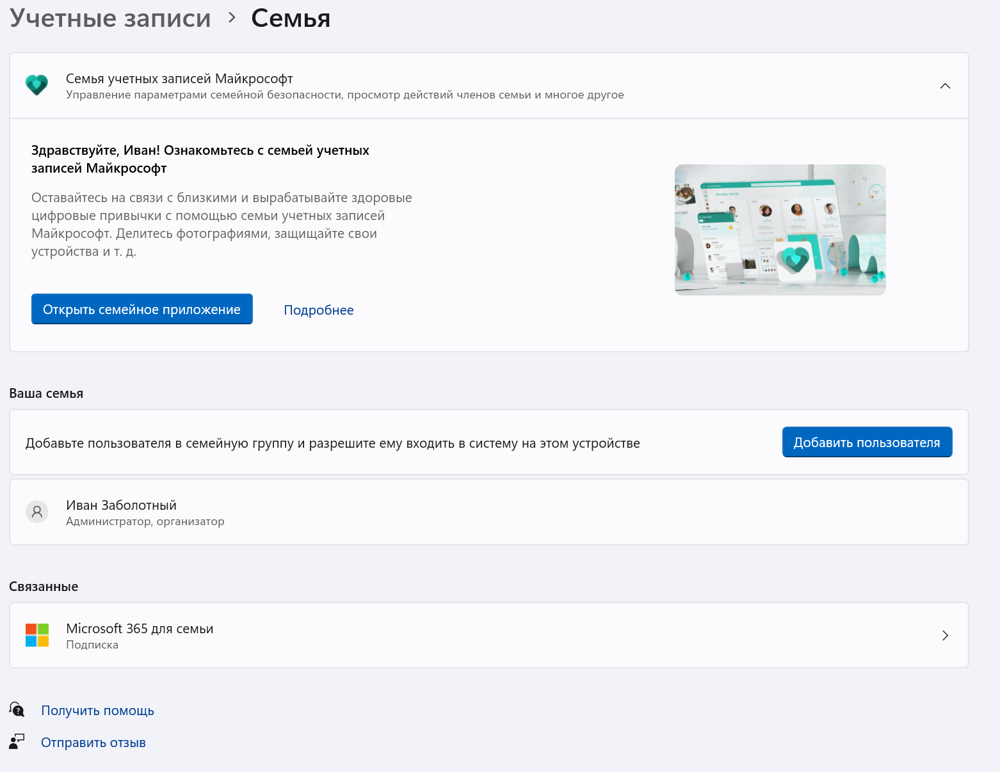 Учетные записи > Семья
Семья учетных записей Майкрософт
Управление параметрами семейной безопасности, просмотр действий членов семьи и многое другое
Здравствуйте, Иван! Ознакомьтесь с семьей учетных
записей Майкрософт
Оставайтесь на связи с близкими и вырабатывайте здоровые
цифровые привычки с помощью семьи учетных записей
Майкрософт. Делитесь фотографиями, защищайте свои
устройства и т. д.
Открыть семейное приложение
Подробнее
Ваша семья
Добавьте пользователя в семейную группу и разрешите ему входить в систему на этом устройстве
Добавить пользователя
Иван Заболотный
Администратор, организатор
Связанные
Microsoft 365 для семьи
Подписка
Получить помощь
Отправить отзыв